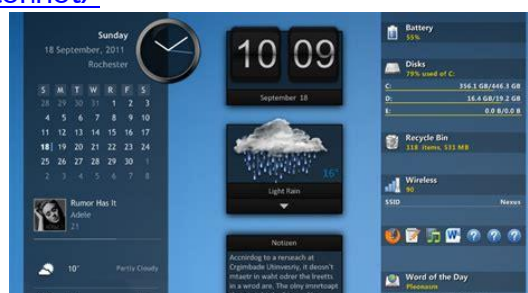 Sunday
18 September, 2011
Rochester
S M T W T F S
28 29 30 31 1 2 3
4 5 6 7 8 9 10
11 12 13 14 15 16 17
18 19 20 21 22 23 24
25 26 27 28 29 30 1
2 3 4 5 6 7 8
Rumor Has It
Adele
21
10°
Partly Cloudy
10 09
September 18
16°
Light Rain
Notizen
Accnirdog to a rerseach at
Crgimbade Utinvesriy, it deosn't
mtaetr in waht odrer the lreetts
in a wrod are. The olny imnrtoapt
Battery
55%
Disks
79% used of C:
C: 356.1 GB/446.3 GB
D: 16.4 GB/19.2 GB
E: 0.0 B/0.0 B
Recycle Bin
118 items, 531 MB
Wireless
90
SSID Nexus
Word of the Day
Pleonasm